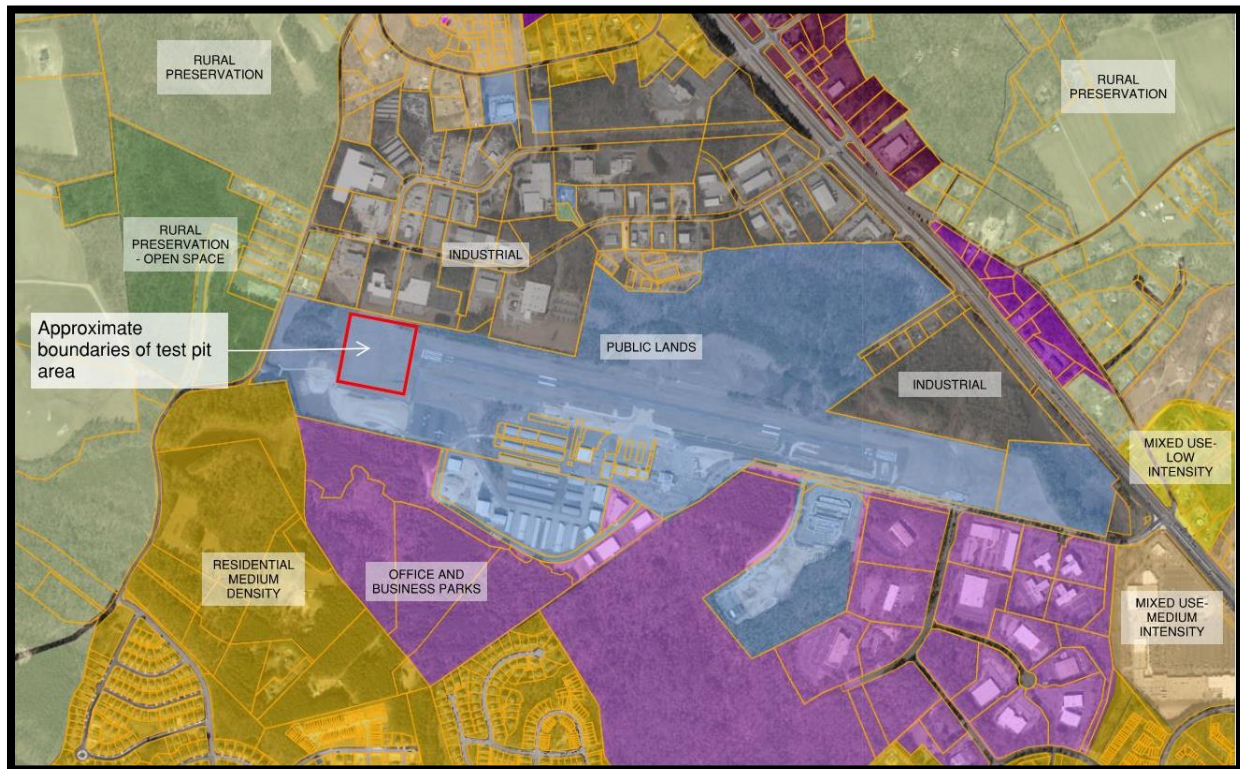 RURAL
PRESERVATION
RURAL
PRESERVATION
RURAL
PRESERVATION
- OPEN SPACE
INDUSTRIAL
Approximate
boundaries of test pit
area
PUBLIC LANDS
INDUSTRIAL
MIXED USE-
LOW
INTENSITY
RESIDENTIAL
MEDIUM
DENSITY
OFFICE AND
BUSINESS PARKS
MIXED USE-
MEDIUM
INTENSITY